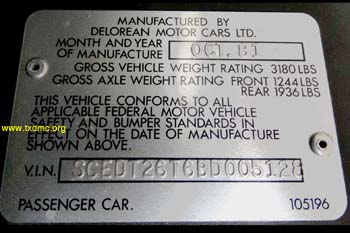 MANUFACTURED BY
DELOREAN MOTOR CARS LTD.
MONTH AND YEAR
OF MANUFACTURE OCT. 81
GROSS VEHICLE WEIGHT RATING 3180 LBS
GROSS AXLE WEIGHT RATING FRONT 1244 LBS
REAR 1936 LBS
THIS VEHICLE CONFORMS TO ALL
APPLICABLE FEDERAL MOTOR VEHICLE
www.txdmc.org
SAFETY AND BUMPER STANDARDS IN
EFFECT ON THE DATE OF MANUFACTURE
SHOWN ABOVE.
V.I.N. SCEDT26T6BD005128
PASSENGER CAR. 105196